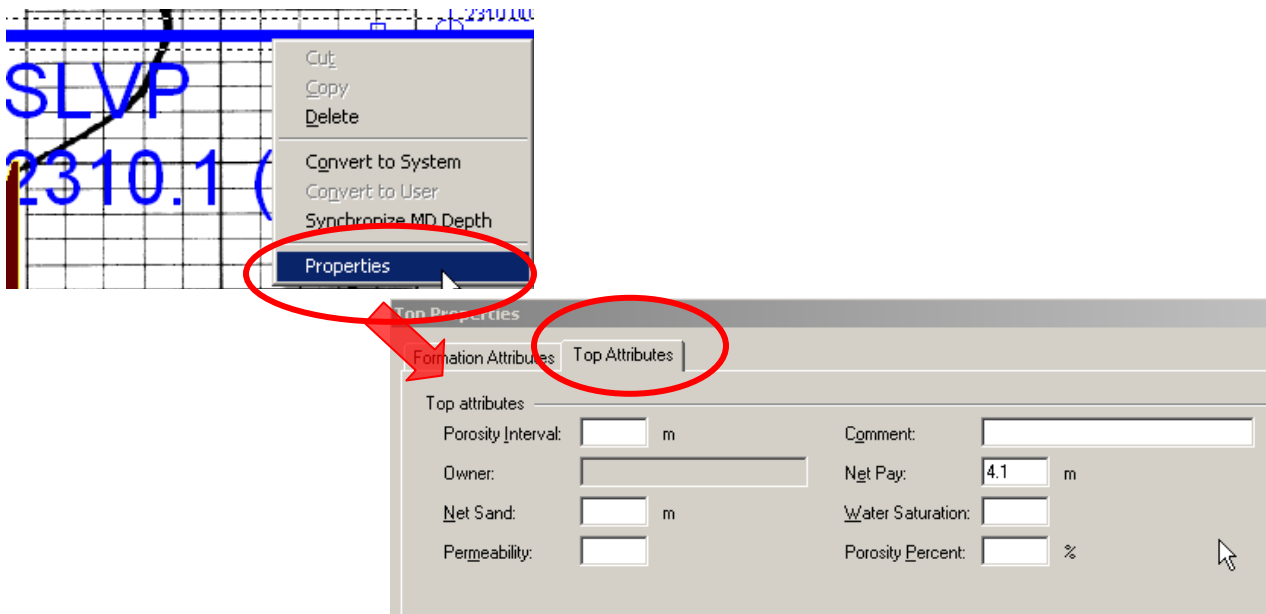 2310.00
SLVP
2310.1 (
Cut
Copy
Delete
Convert to System
Convert to User
Synchronize MD Depth
Properties
Top Properties
Formation Attributes Top Attributes
Top attributes
Porosity Interval: m Comment:
Owner: Net Pay: 4.1 m
Net Sand: m Water Saturation:
Permeability: Porosity Percent: %